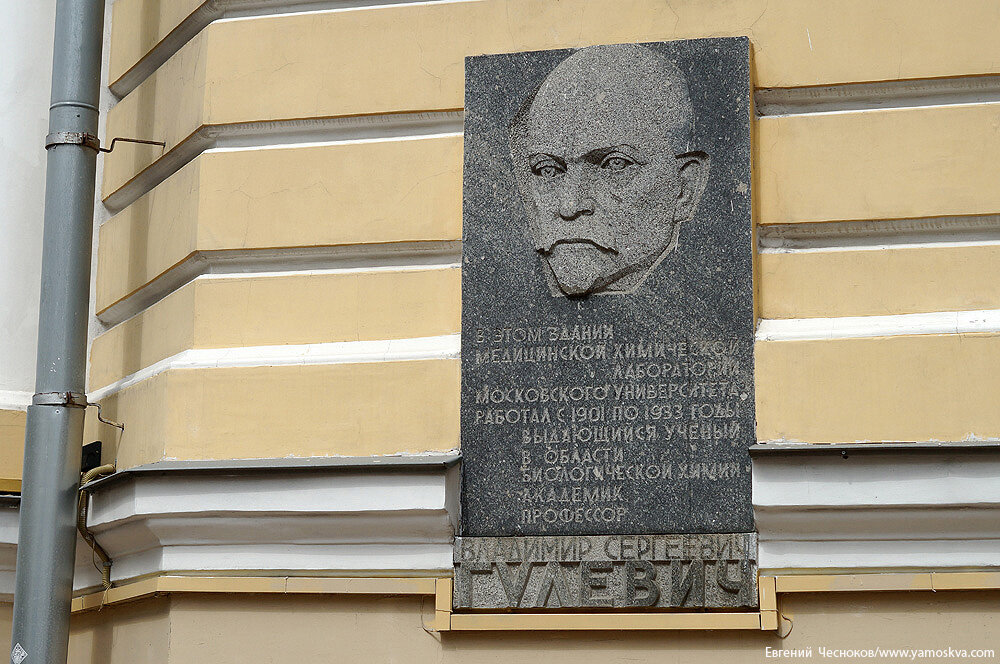 В ЭТОМ ЗДАНИИ
МЕДИЦИНСКОЙ ХИМИЧЕСКОЙ
ЛАБОРАТОРИИ
МОСКОВСКОГО УНИВЕРСИТЕТА
РАБОТАЛ С 1901 ПО 1933 ГОДЫ
ВЫДАЮЩИЙСЯ УЧЕНЫЙ
В ОБЛАСТИ
БИОЛОГИЧЕСКОЙ ХИМИИ
АКАДЕМИК
ПРОФЕССОР
ВЛАДИМИР СЕРГЕЕВИЧ
ГУЛЕВИЧ
Евгений Чесноков/www.yamoskva.com